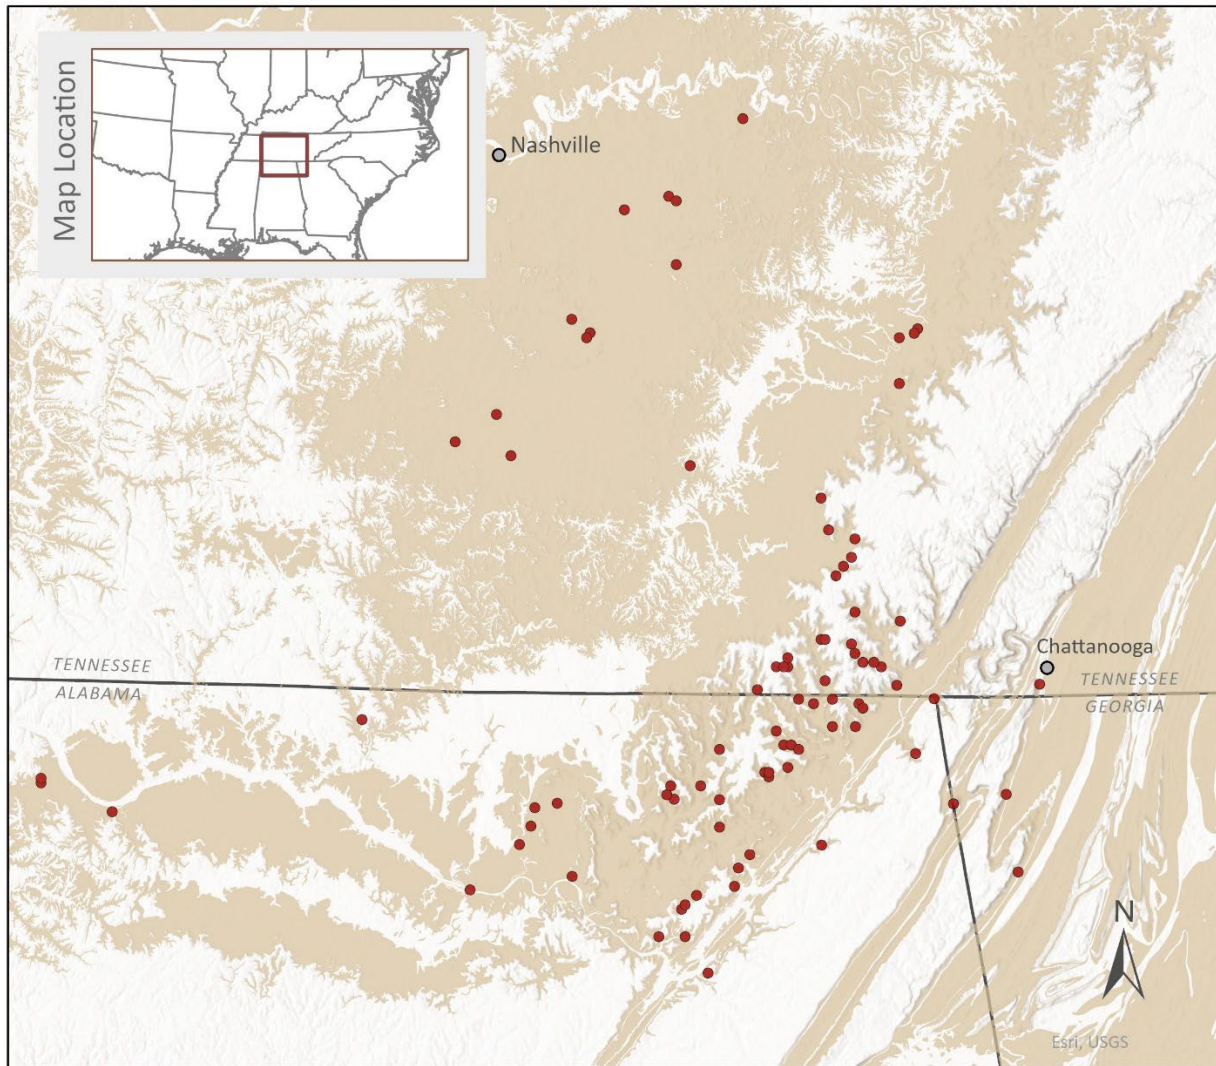 Map Location
Nashville
Chattanooga
TENNESSEE
ALABAMA
TENNESSEE
GEORGIA
N
Esri, USGS